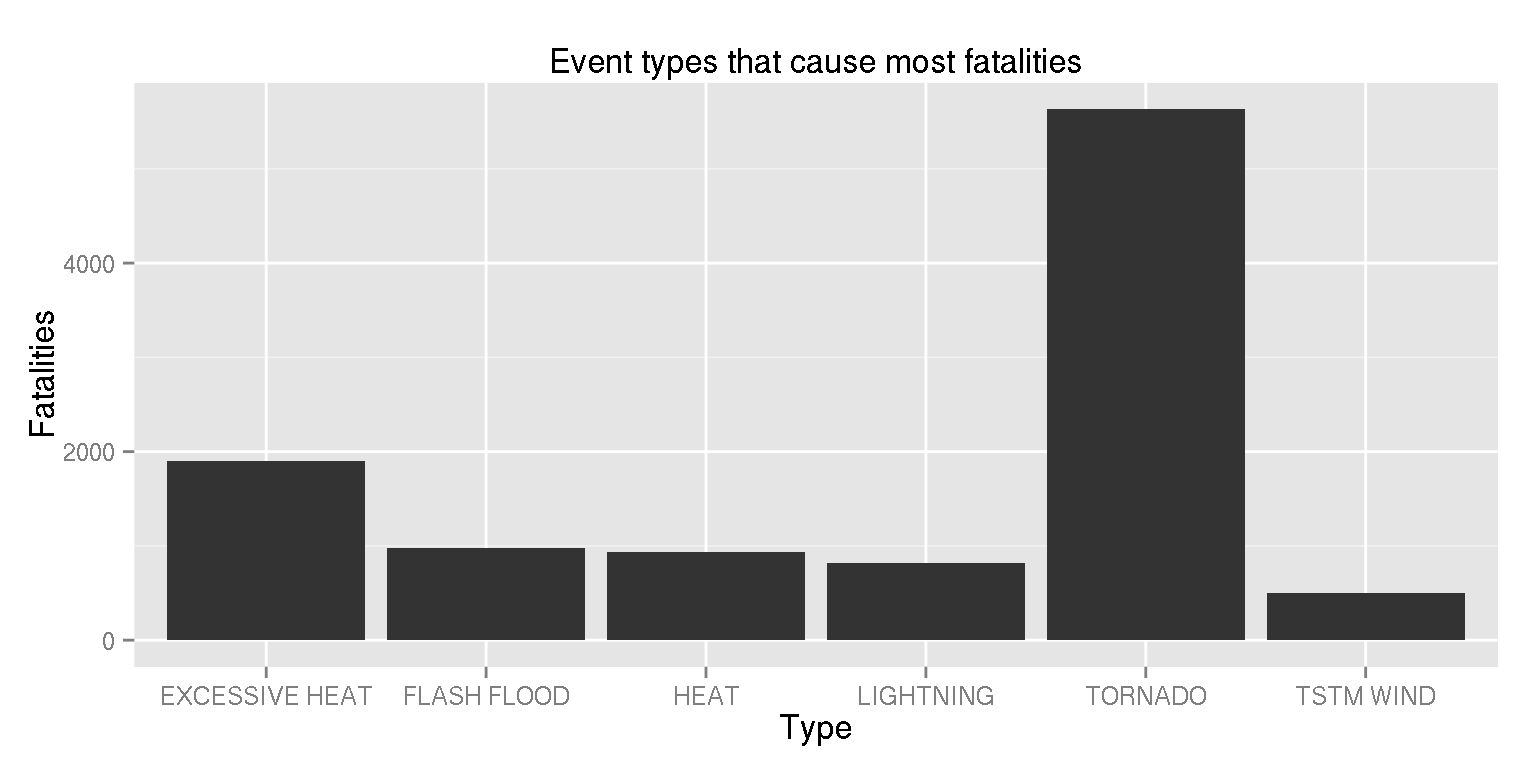 Event types that cause most fatalities
Fatalities
4000
2000
0
EXCESSIVE HEAT FLASH FLOOD HEAT LIGHTNING TORNADO TSTM WIND
Type